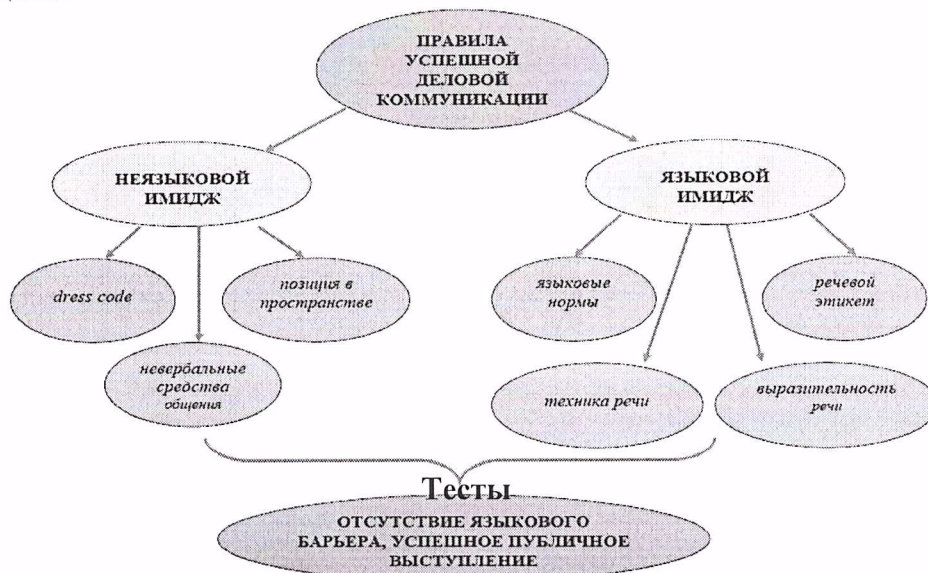 ПРАВИЛА
УСПЕШНОЙ
ДЕЛОВОЙ
КОММУНИКАЦИИ
НЕЯЗЫКОВОЙ
ИМИДЖ
ЯЗЫКОВОЙ
ИМИДЖ
dress code
позиция в
пространстве
языковые
нормы
речевой
этикет
невербальные
средства
общения
техника речи
выразительность
речи
Тесты
ОТСУТСТВИЕ ЯЗЫКОВОГО
БАРЬЕРА, УСПЕШНОЕ ПУБЛИЧНОЕ
ВЫСТУПЛЕНИЕ